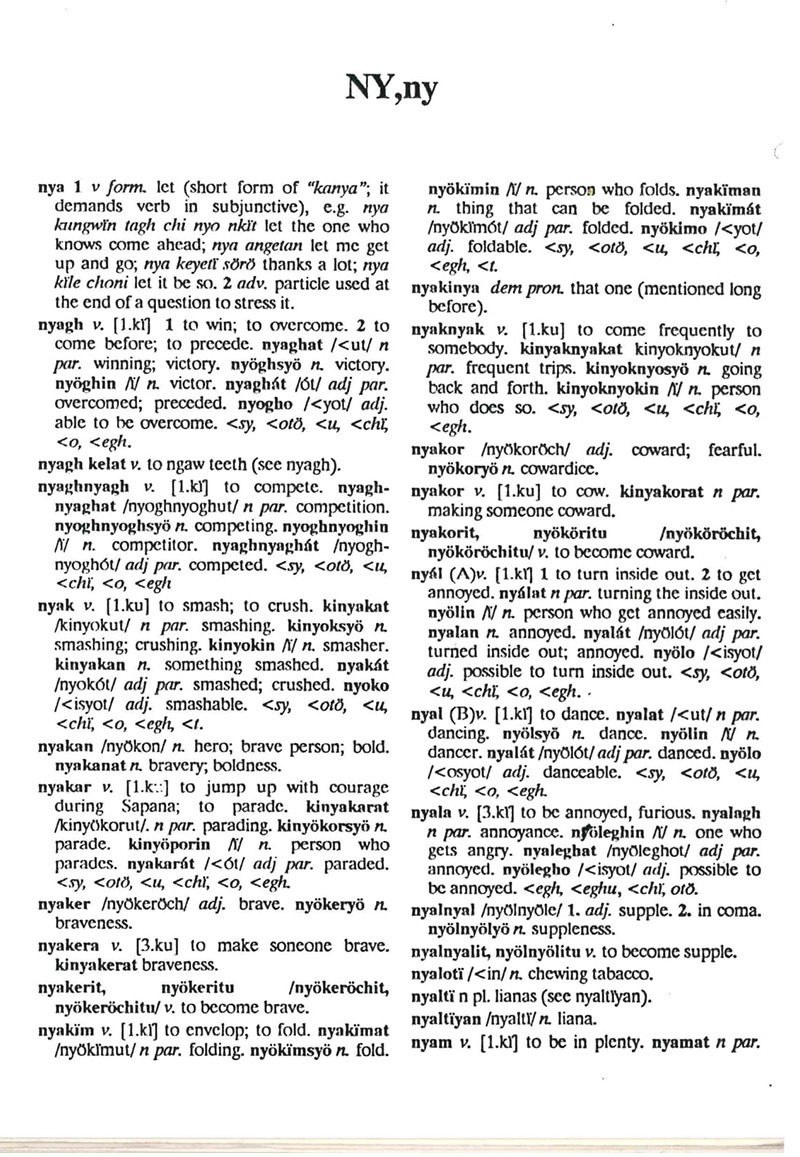 NY,ny
nya 1 v form. let (short form of "kanya"; it
demands verb in subjunctive), e.g. nya
kungwïn tagh chi nyo nkït let the one who
knows come ahead; nya angetan let me get
up and go; nya keyetï sörö thanks a lot; nya
kïle choni let it be so. 2 adv. particle used at
the end of a question to stress it.
nyagh v. [1.kï] 1 to win; to overcome. 2 to
come before; to precede. nyaghat /<ut/ n
par. winning; victory. nyöghsyö n. victory.
nyöghin /ï/ n. victor. nyaghát /ót/ adj par.
overcomed; preceded. nyogho /<yot/ adj.
able to be overcome. <sy, <otö, <u, <chï,
<o, <egh.
nyagh kelat v. to ngaw teeth (see nyagh).
nyaghnyagh v. [1.kï] to compete. nyagh-
nyaghat /nyoghnyoghut/ n par. competition.
nyoghnyoghsyö n. competing. nyoghnyoghin
/ï/ n. competitor. nyaghnyaghát /nyogh-
nyoghót/ adj par. competed. <sy, <otö, <u,
<chï, <o, <egh
nyak v. [1.ku] to smash; to crush. kinyakat
/kinyokut/ n par. smashing. kinyoksyö n.
smashing; crushing. kinyokin /ï/ n. smasher.
kinyakan n. something smashed. nyakát
/nyokót/ adj par. smashed; crushed. nyoko
/<isyot/ adj. smashable. <sy, <otö, <u,
<chï, <o, <egh, <t.
nyakan /nyökon/ n. hero; brave person; bold.
nyakanat n. bravery; boldness.
nyakar v. to jump up with courage
during Sapana; to parade. kinyakarat
/kinyökorut/. n par. parading. kinyökorsyö n.
parade. kinyöporin /ï/ n. person who
parades. nyakarát /<ót/ adj par. paraded.
<sy, <otö, <u, <chï, <o, <egh.
nyaker /nyökeröch/ adj. brave. nyökeryö n.
braveness.
nyakera v. [3.ku] to make soneone brave.
kinyakerat braveness.
nyakerit, nyökeritu /nyökeröchit,
nyökeröchitu/ v. to become brave.
nyakïm v. [1.kï] to envelop; to fold. nyakïmat
/nyökïmut/ n par. folding. nyökïmsyö n. fold.
nyökïmin /ï/ n. person who folds. nyakïman
n. thing that can be folded. nyakïmát
/nyökïmót/ adj par. folded. nyökimo /<yot/
adj. foldable. <sy, <otö, <u, <chï, <o,
<egh, <t.
nyakinya dem pron. that one (mentioned long
before).
nyaknyak v. [1.ku] to come frequently to
somebody. kinyaknyakat kinyoknyokut/ n
par. frequent trips. kinyoknyosyö n. going
back and forth. kinyoknyokin /ï/ n. person
who does so. <sy, <otö, <u, <chï, <o,
<egh.
nyakor /nyökoröch/ adj. coward; fearful.
nyökoryö n. cowardice.
nyakor v. [1.ku] to cow. kinyakorat n par.
making someone coward.
nyakorit, nyököritu /nyököröchit,
nyököröchitu/ v. to become coward.
nyál (A)v. [1.kï] 1 to turn inside out. 2 to get
annoyed. nyálat n par. turning the inside out.
nyölin /ï/ n. person who get annoyed easily.
nyalan n. annoyed. nyalát /nyölót/ adj par.
turned inside out; annoyed. nyölo /<isyot/
adj. possible to turn inside out. <sy, <otö,
<u, <chï, <o, <egh.
nyal (B)v. [1.kï] to dance. nyalat /<ut/ n par.
dancing. nyölsyö n. dance. nyölin /ï/ n.
dancer. nyalát /nyölót/ adj par. danced. nyölo
/<osyot/ adj. danceable. <sy, <otö, <u,
<chï, <o, <egh.
nyala v. [3.kï] to be annoyed, furious. nyalagh
n par. annoyance. nyöleghin /ï/ n. one who
gets angry. nyaleghat /nyöleghot/ adj par.
annoyed. nyölegho /<isyot/ adj. possible to
be annoyed. <egh, <eghu, <chï, otö.
nyalnyal /nyölnyöle/ 1. adj. supple. 2. in coma.
nyölnyölyö n. suppleness.
nyalnyalit, nyölnyölitu v. to become supple.
nyalotï /<in/ n. chewing tabacco.
nyaltï n pl. lianas (see nyaltïyan).
nyaltïyan /nyaltï/ n. liana.
nyam v. [1.kï] to be in plenty. nyamat n par.